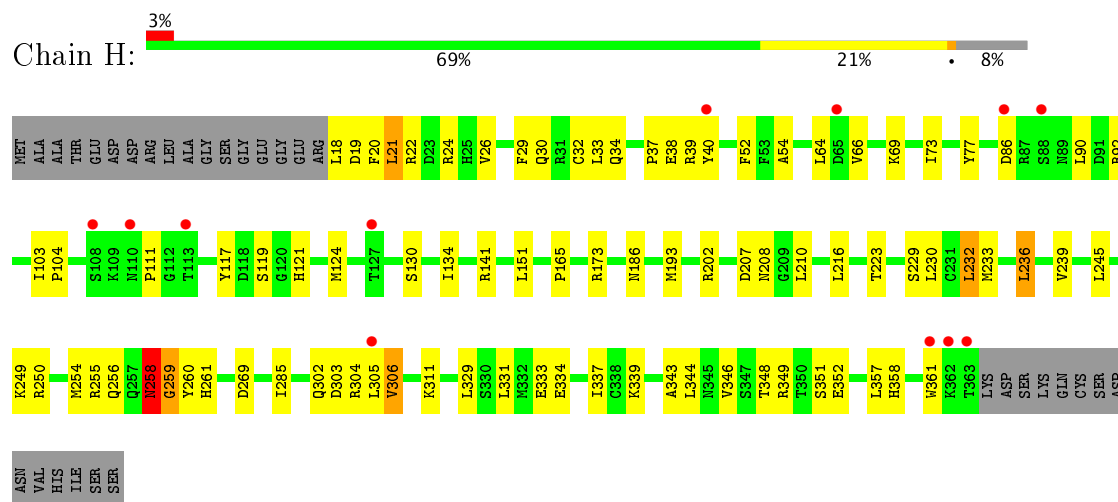 3%
Chain H:
69% 21% • 8%
MET ALA ALA ALA THR GLU ASP ASP ARG LEU ALA GLY SER GLY GLU GLY GLU ARG L18 D19 F20 L21 R22 D23 R24 H25 V26 F29 Q30 R31 C32 L33 Q34 P37 E38 R39 Y40 F52 F53 A54 L64 D65 V66 K69 I73 Y77 D86 R87 S88 N89 L90 D91 R92
I103 P104 S108 K109 N110 P111 G112 T113 Y117 D118 S119 G120 H121 M124 T127 S130 I134 R141 L151 P165 R173 N186 M193 R202 D207 N208 G209 L210 L216 T223 S229 L230 C231 L232 M233 L236 V239 L245
K249 R250 M254 R255 Q256 Q257 N258 G259 Y260 H261 D269 I285 Q302 D303 R304 L305 V306 K311 L329 S330 L331 M332 E333 E334 I337 C338 K339 A343 L344 N345 V346 S347 T348 R349 T350 S351 E352 L357 H358 W361 K362 T363 LYS ASP SER LYS GLN CYS SER ASP
ASN VAL HIS ILE SER SER